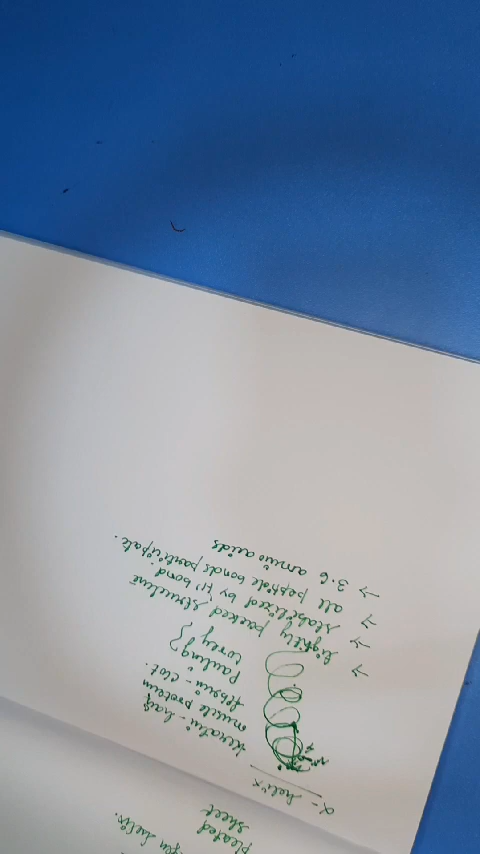 helix.
pleated
sheet
α-helix
Keratin - hair
muscle protein
fibrin - clot.
Pauling }
Corey }
→ tightly packed structure
→ stabilized by H bond
→ all peptide bonds participate.
→ 3.6 amino acids